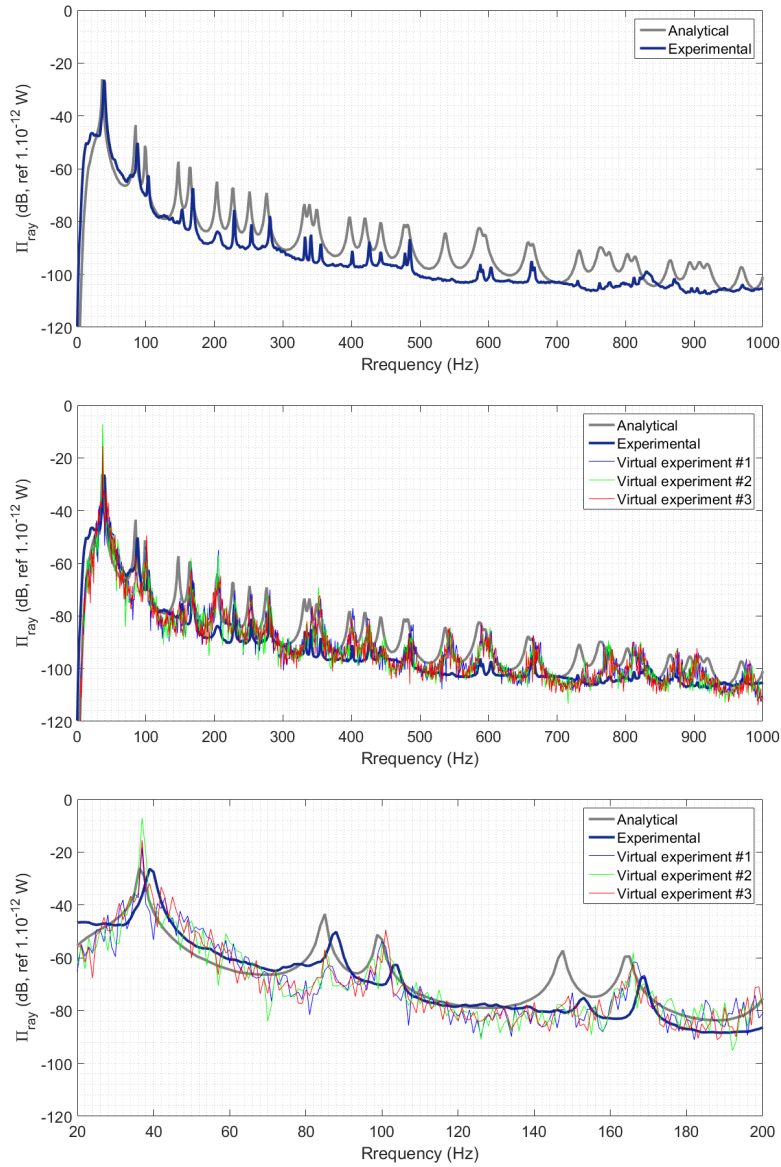 0
-20
-40
-60
-80
-100
-120
Π_ray (dB, ref 1.10^-12 W)
Analytical
Experimental
0 100 200 300 400 500 600 700 800 900 1000
Rrequency (Hz)
0
-20
-40
-60
-80
-100
-120
Π_ray (dB, ref 1.10^-12 W)
Analytical
Experimental
Virtual experiment #1
Virtual experiment #2
Virtual experiment #3
0 100 200 300 400 500 600 700 800 900 1000
Rrequency (Hz)
0
-20
-40
-60
-80
-100
-120
Π_ray (dB, ref 1.10^-12 W)
Analytical
Experimental
Virtual experiment #1
Virtual experiment #2
Virtual experiment #3
20 40 60 80 100 120 140 160 180 200
Rrequency (Hz)